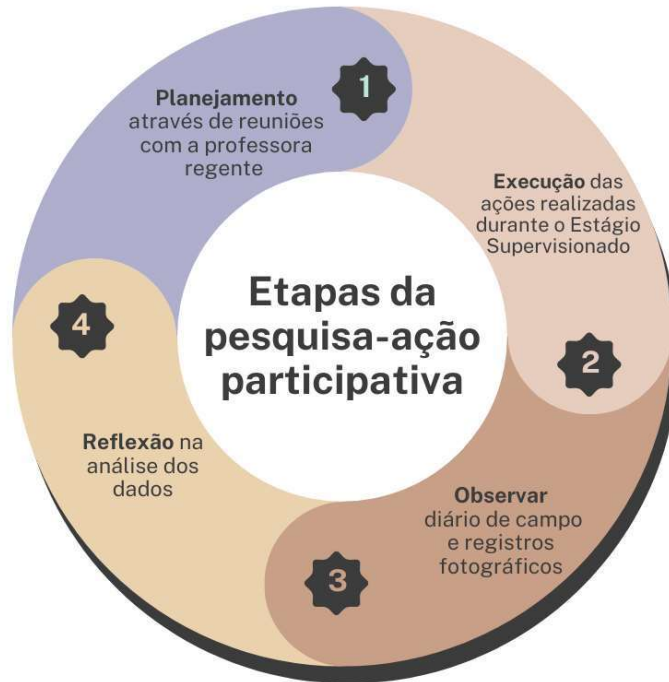 Etapas da
pesquisa-ação
participativa
1
Planejamento
através de reuniões
com a professora
regente
Execução das
ações realizadas
durante o Estágio
Supervisionado
2
Observar
diário de campo
e registros
fotográficos
3
Reflexão na
análise dos
dados
4